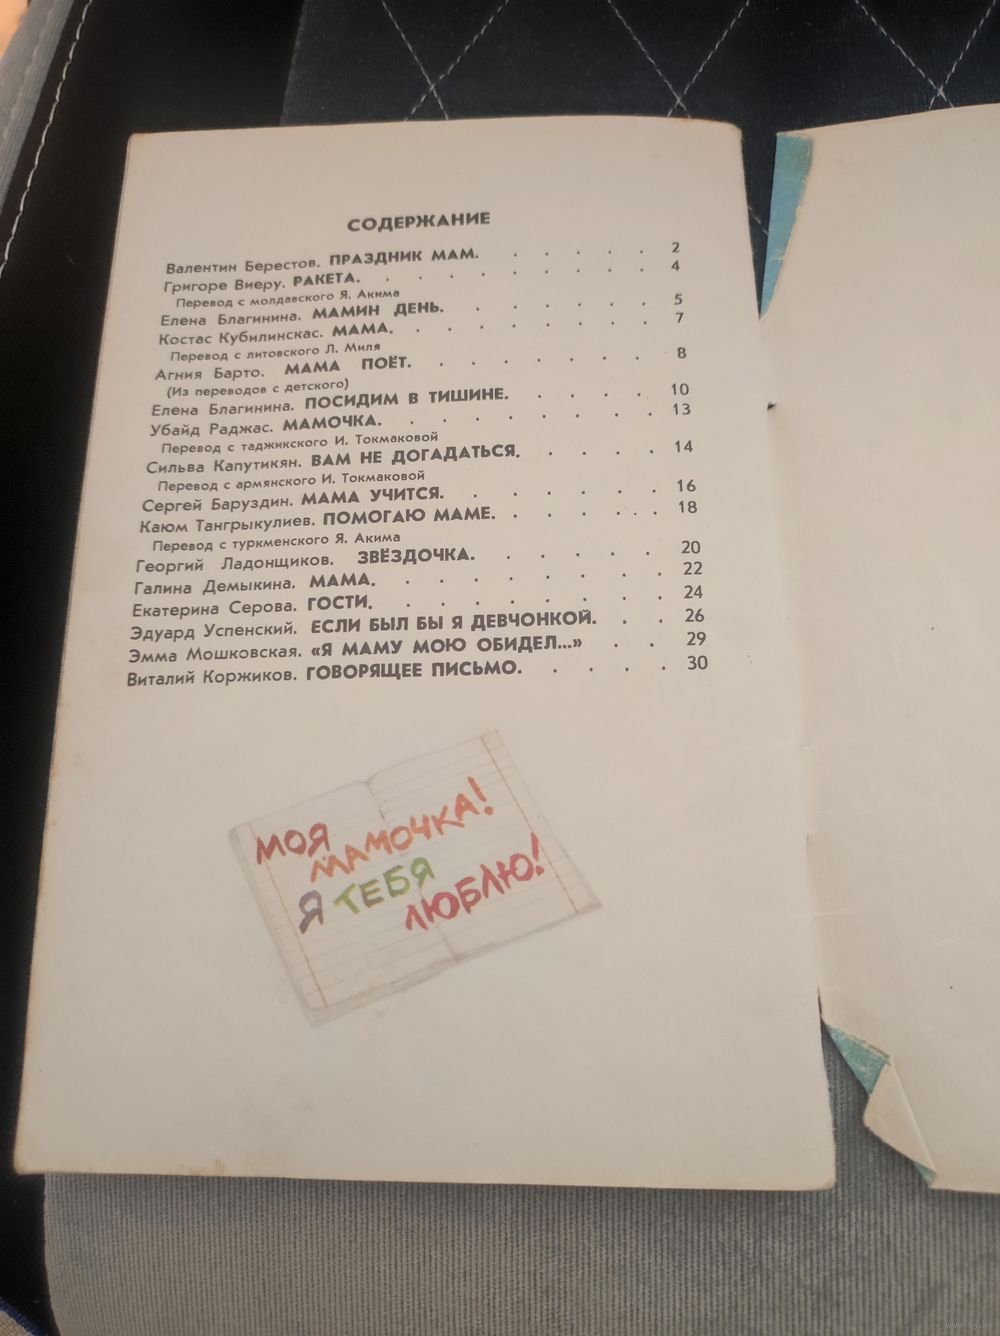 СОДЕРЖАНИЕ
Валентин Берестов. ПРАЗДНИК МАМ. . . . . 2
Григоре Виеру. РАКЕТА. . . . . . . . . 4
Перевод с молдавского Я. Акима
Елена Благинина. МАМИН ДЕНЬ. . . . . . . 5
Костас Кубилинскас. МАМА. . . . . . . . 7
Перевод с литовского Л. Миля
Агния Барто. МАМА ПОЁТ. . . . . . . 8
(Из переводов с детского)
Елена Благинина. ПОСИДИМ В ТИШИНЕ. . . . . 10
Убайд Раджас. МАМОЧКА. . . . . . . . . 13
Перевод с таджикского И. Токмаковой
Сильва Капутикян. ВАМ НЕ ДОГАДАТЬСЯ. . . . . 14
Перевод с армянского И. Токмаковой
Сергей Баруздин. МАМА УЧИТСЯ. . . . . . . 16
Каюм Тангрыкулиев. ПОМОГАЮ МАМЕ. . . . . . 18
Перевод с туркменского Я. Акима
Георгий Ладонщиков. ЗВЁЗДОЧКА. . . . . . 20
Галина Демыкина. МАМА. . . . . . . . . 22
Екатерина Серова. ГОСТИ. . . . . . . . . 24
Эдуард Успенский. ЕСЛИ БЫЛ БЫ Я ДЕВЧОНКОЙ. . . 26
Эмма Мошковская. «Я МАМУ МОЮ ОБИДЕЛ...» . . 29
Виталий Коржиков. ГОВОРЯЩЕЕ ПИСЬМО. . . . . 30
МОЯ
МАМОЧКА!
Я ТЕБЯ
ЛЮБЛЮ!